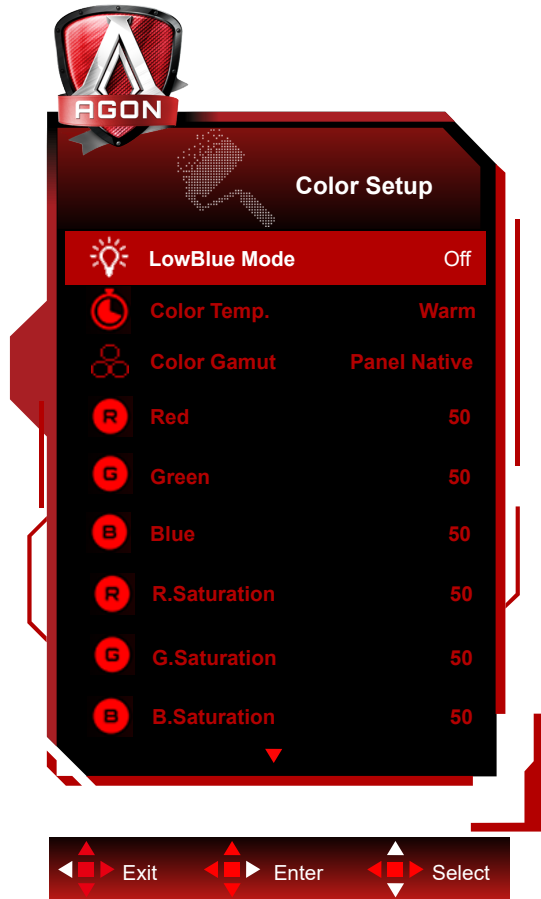 AGON
Color Setup
LowBlue Mode Off
Color Temp. Warm
Color Gamut Panel Native
R Red 50
G Green 50
B Blue 50
R R.Saturation 50
G G.Saturation 50
B B.Saturation 50
Exit Enter Select